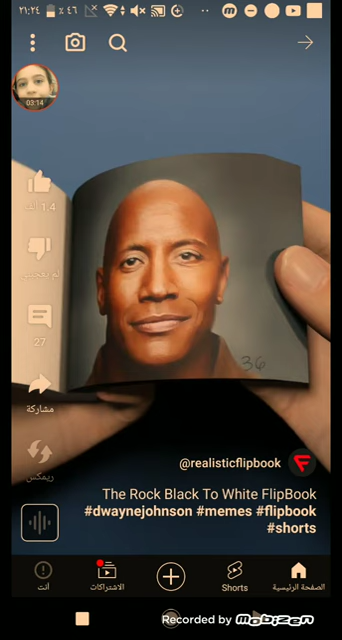 ٢١:٢٤
٤٦ ٪
03:14
1.4 ألف
لم يعجبني
27
مشاركة
ريمكس
36
@realisticflipbook
The Rock Black To White FlipBook
#dwaynejohnson #memes #flipbook
#shorts
الصفحة الرئيسية
Shorts
الاشتراكات
أنت
Recorded by MOBIZEN